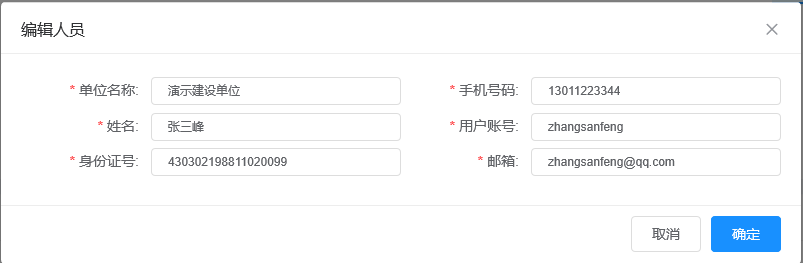 编辑人员
* 单位名称: 演示建设单位 * 手机号码: 13011223344
* 姓名: 张三峰 * 用户账号: zhangsanfeng
* 身份证号: 430302198811020099 * 邮箱: zhangsanfeng@qq.com
取消 确定